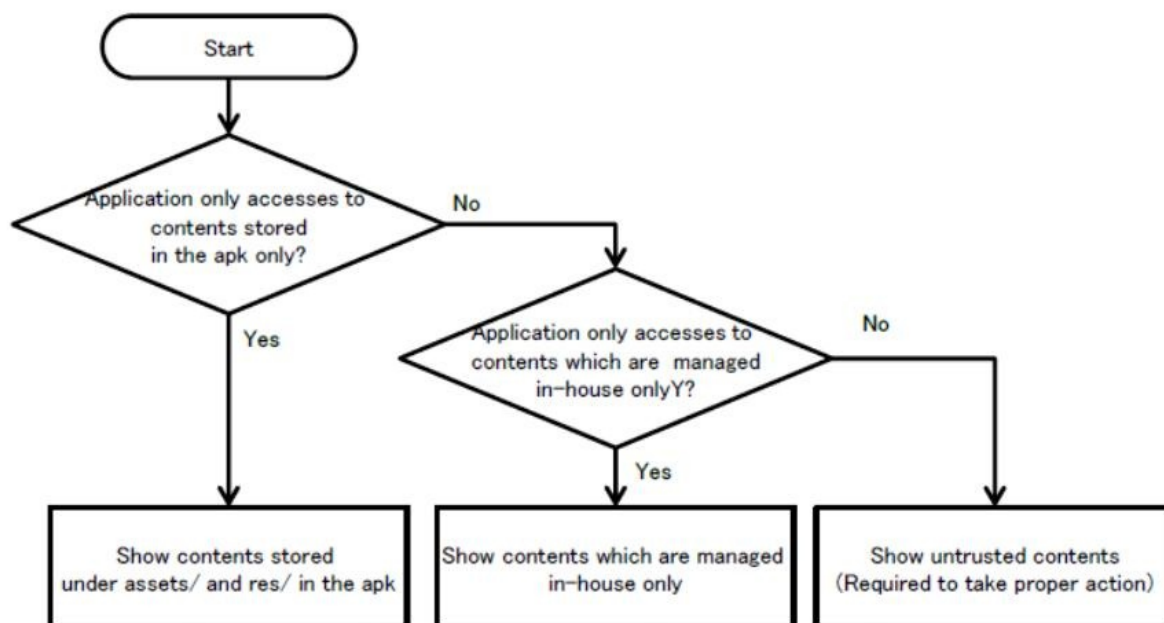 Start
Application only accesses to
contents stored
in the apk only?
No
Yes
Application only accesses to
contents which are managed
in-house onlyY?
No
Yes
Show contents stored
under assets/ and res/ in the apk
Show contents which are managed
in-house only
Show untrusted contents
(Required to take proper action)